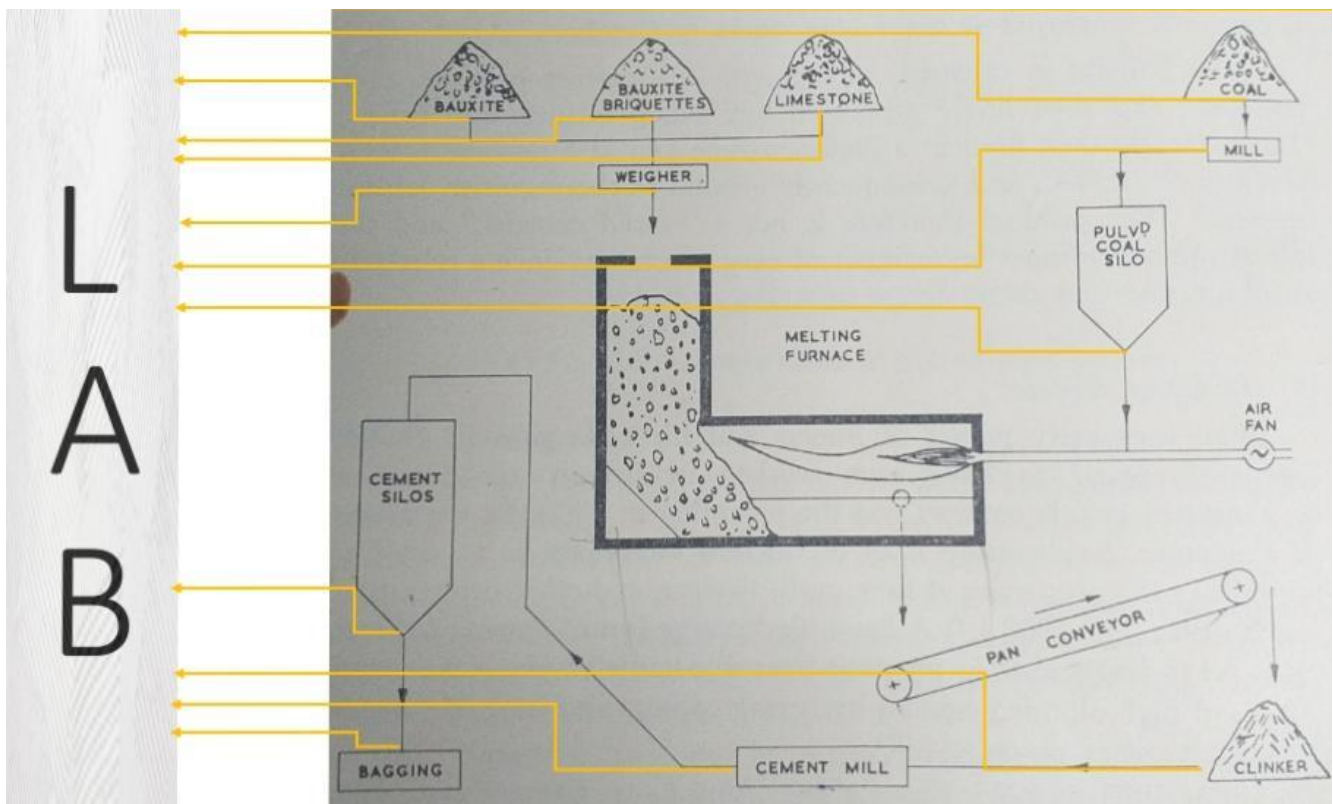 LAB
BAUXITE
BAUXITE
BRIQUETTES
LIMESTONE
COAL
WEIGHER
MILL
PULVD
COAL
SILO
MELTING
FURNACE
AIR
FAN
CEMENT
SILOS
PAN CONVEYOR
BAGGING
CEMENT MILL
CLINKER